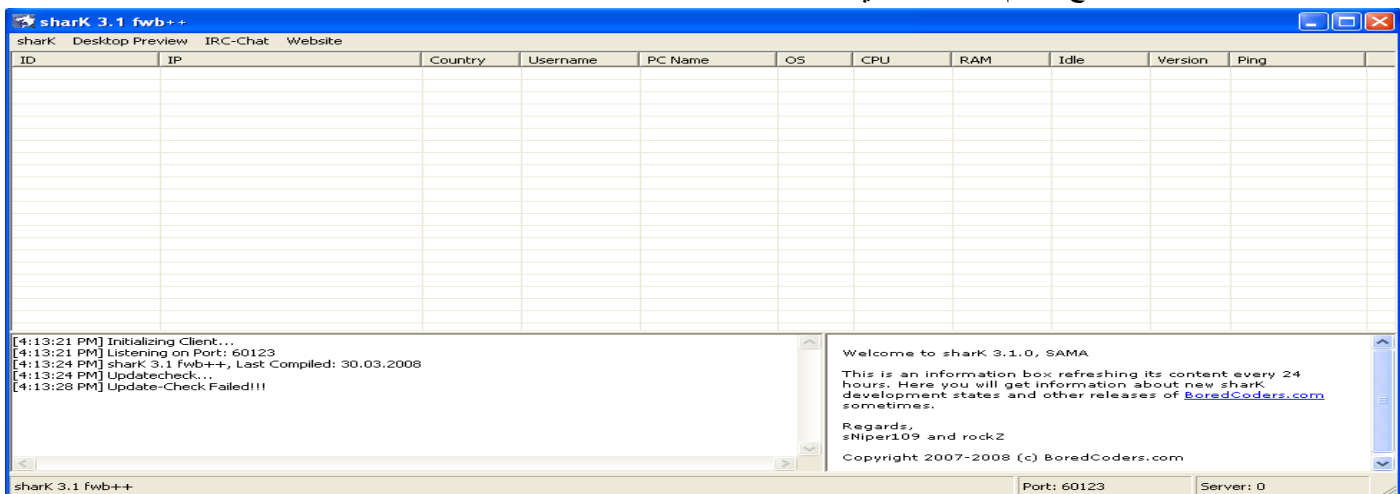 sharK 3.1 fwb++
sharK Desktop Preview IRC-Chat Website
ID IP Country Username PC Name OS CPU RAM Idle Version Ping
[4:13:21 PM] Initializing Client...
[4:13:21 PM] Listening on Port: 60123
[4:13:24 PM] sharK 3.1 fwb++, Last Compiled: 30.03.2008
[4:13:24 PM] Updatecheck...
[4:13:28 PM] Update-Check Failed!!!
Welcome to sharK 3.1.0, SAMA
This is an information box refreshing its content every 24
hours. Here you will get information about new sharK
development states and other releases of BoredCoders.com
sometimes.
Regards,
sNiper109 and rockZ
Copyright 2007-2008 (c) BoredCoders.com
sharK 3.1 fwb++ Port: 60123 Server: 0